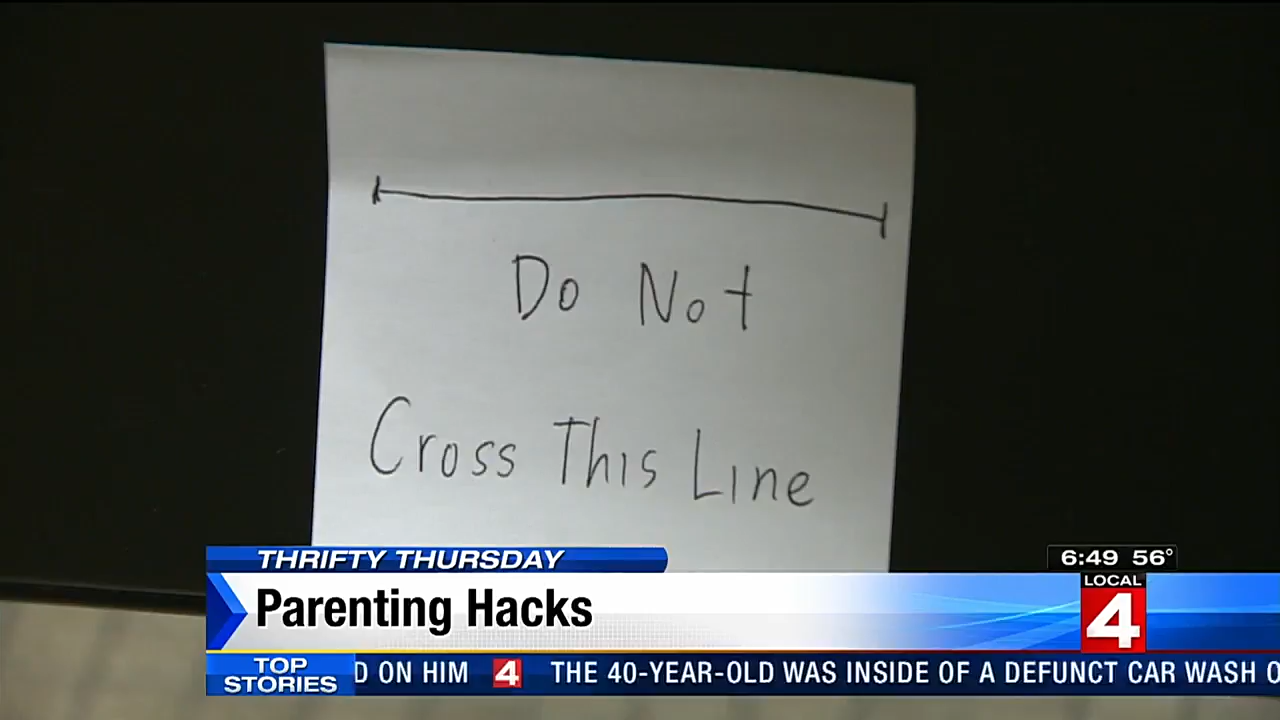 Do Not
Cross This Line
THRIFTY THURSDAY
Parenting Hacks
6:49 56°
LOCAL
4
TOP
STORIES
D ON HIM 4 THE 40-YEAR-OLD WAS INSIDE OF A DEFUNCT CAR WASH O